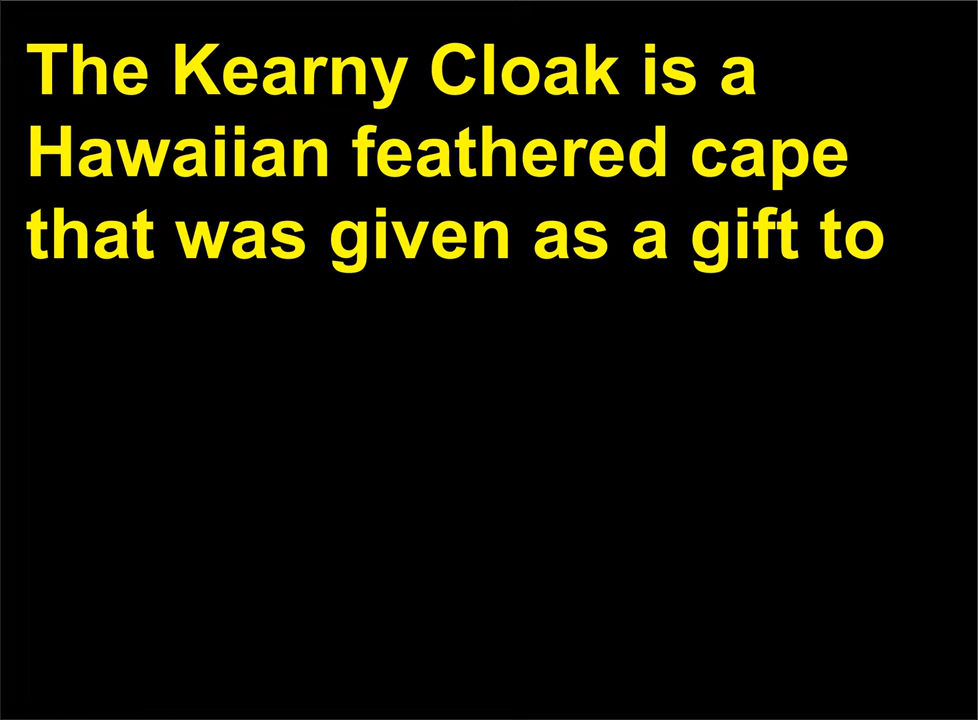 The Kearny Cloak is a
Hawaiian feathered cape
that was given as a gift to